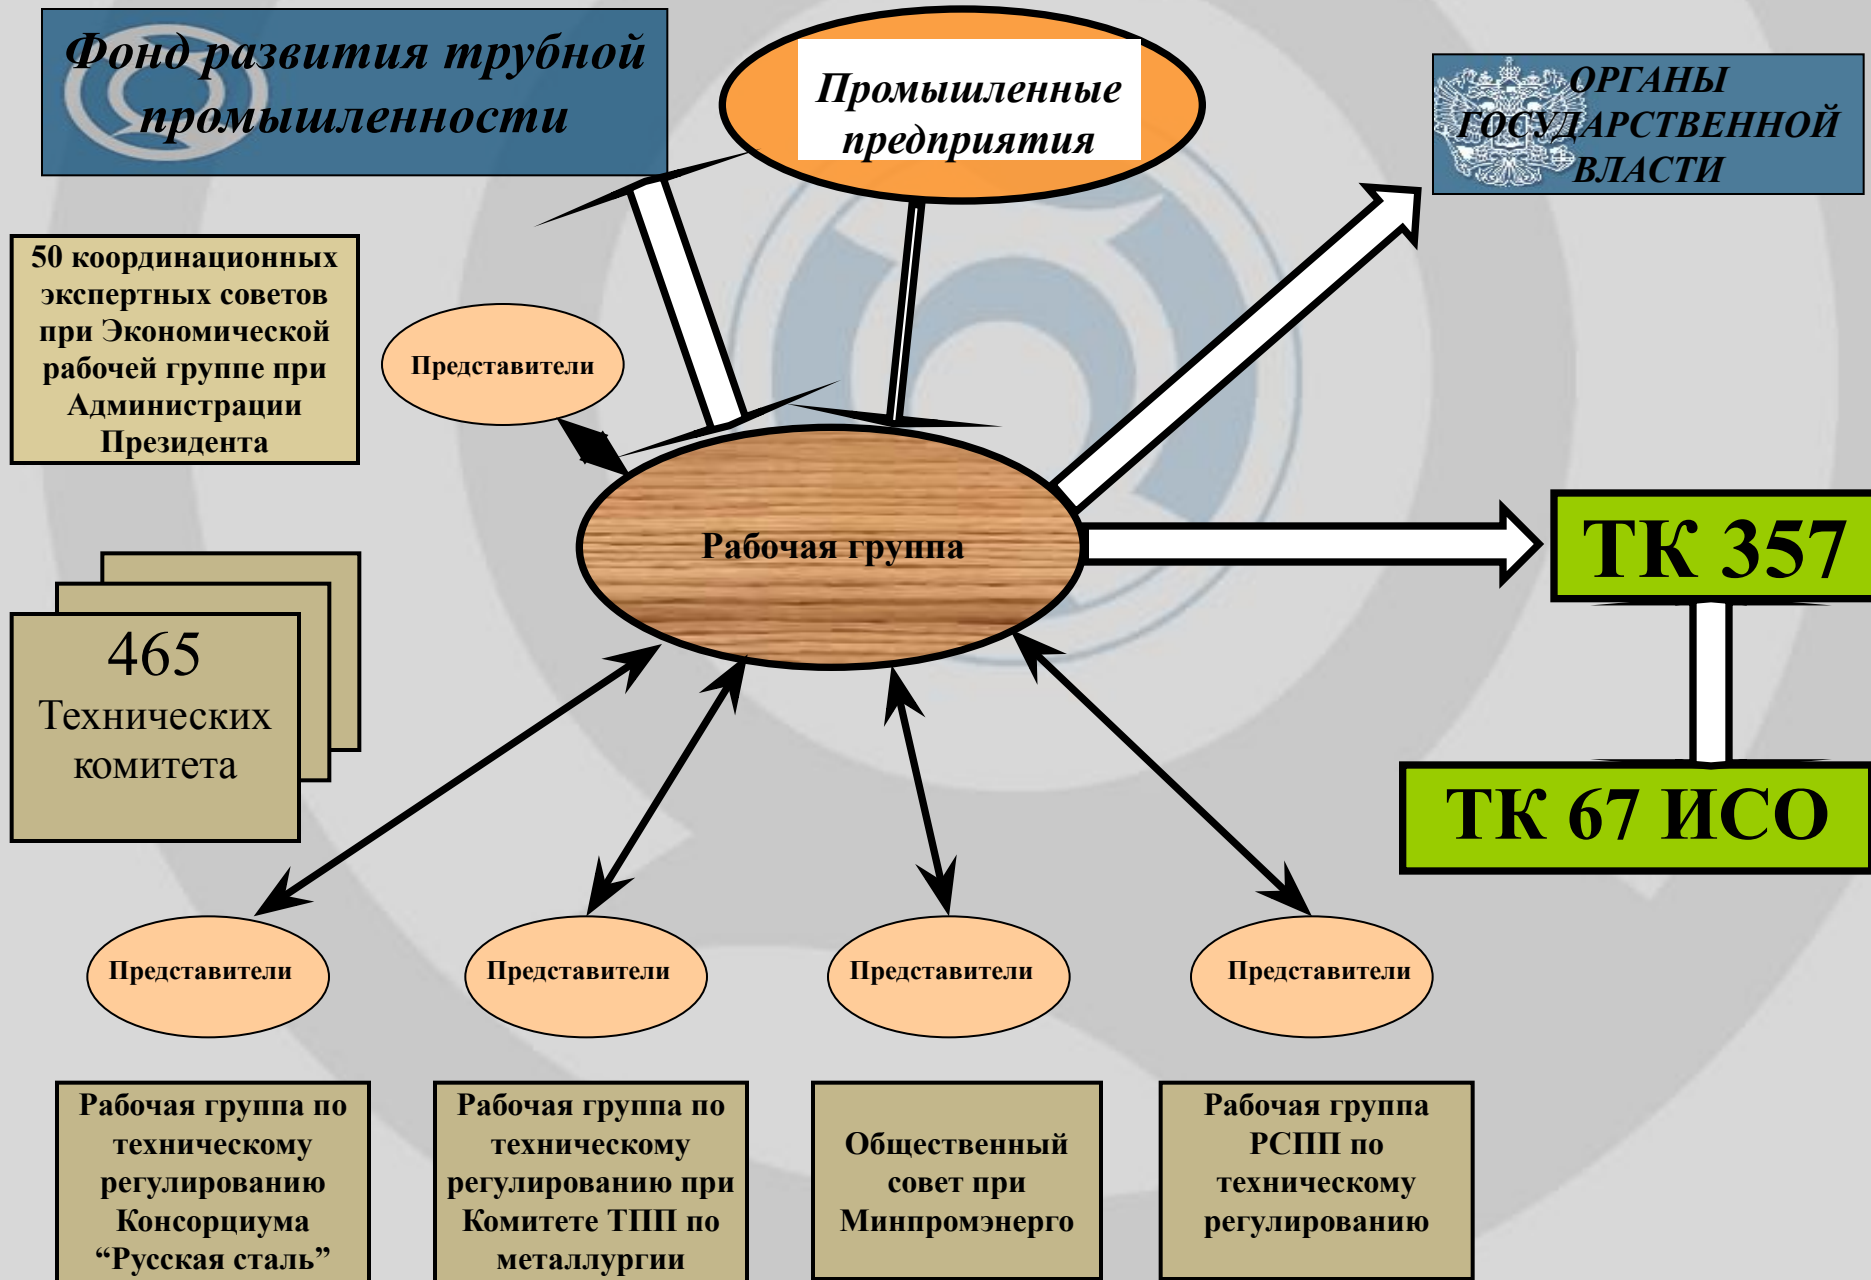 Фонд развития трубной
промышленности
Промышленные
предприятия
ОРГАНЫ
ГОСУДАРСТВЕННОЙ
ВЛАСТИ
50 координационных
экспертных советов
при Экономической
рабочей группе при
Администрации
Президента
Представители
Рабочая группа
ТК 357
465
Технических
комитета
ТК 67 ИСО
Представители
Представители
Представители
Представители
Рабочая группа по
техническому
регулированию
Консорциума
“Русская сталь”
Рабочая группа по
техническому
регулированию при
Комитете ТПП по
металлургии
Общественный
совет при
Минпромэнерго
Рабочая группа
РСПП по
техническому
регулированию